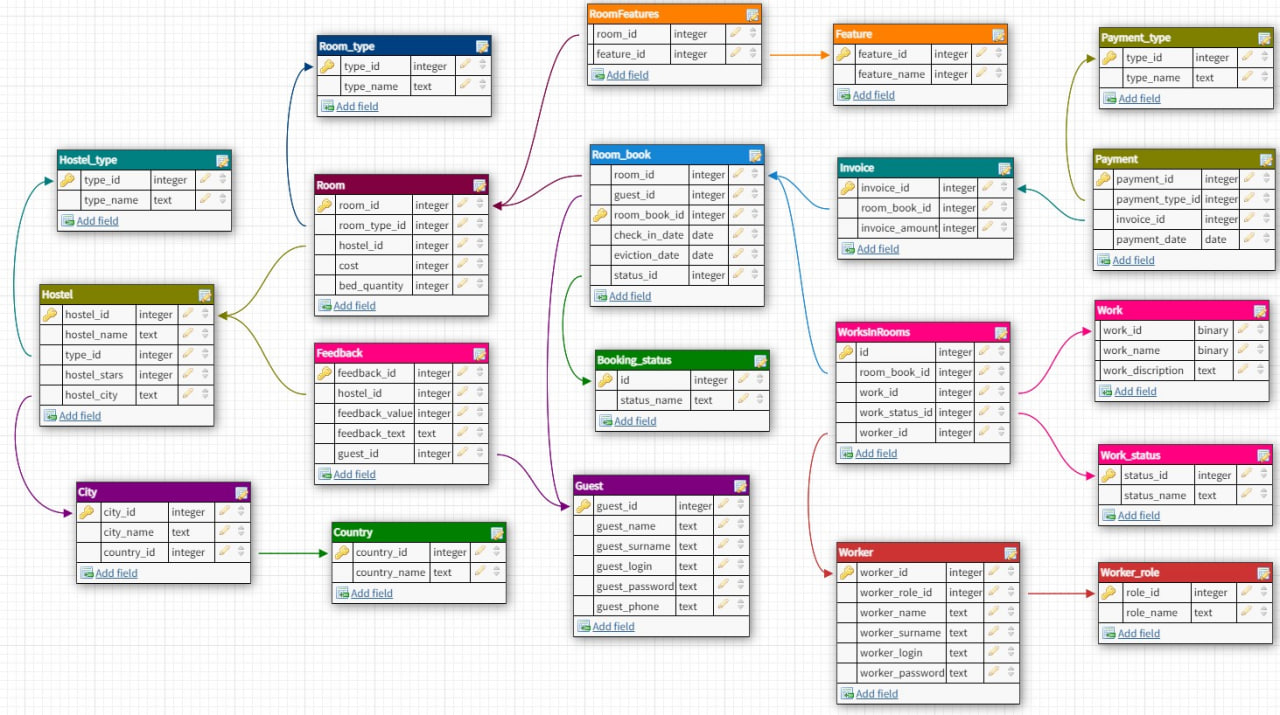 RoomFeatures
room_id integer
feature_id integer
Add field
Feature
feature_id integer
feature_name integer
Add field
Payment_type
type_id integer
type_name text
Add field
Room_type
type_id integer
type_name text
Add field
Hostel_type
type_id integer
type_name text
Add field
Room
room_id integer
room_type_id integer
hostel_id integer
cost integer
bed_quantity integer
Add field
Room_book
room_id integer
guest_id integer
room_book_id integer
check_in_date date
eviction_date date
status_id integer
Add field
Invoice
invoice_id integer
room_book_id integer
invoice_amount integer
Add field
Payment
payment_id integer
payment_type_id integer
invoice_id integer
payment_date date
Add field
Hostel
hostel_id integer
hostel_name text
type_id integer
hostel_stars integer
hostel_city text
Add field
Feedback
feedback_id integer
hostel_id integer
feedback_value integer
feedback_text text
guest_id integer
Add field
Booking_status
id integer
status_name text
Add field
WorksInRooms
id integer
room_book_id integer
work_id integer
work_status_id integer
worker_id integer
Add field
Work
work_id binary
work_name binary
work_discription text
Add field
Work_status
status_id integer
status_name text
Add field
City
city_id integer
city_name text
country_id integer
Add field
Country
country_id integer
country_name text
Add field
Guest
guest_id integer
guest_name text
guest_surname text
guest_login text
guest_password text
guest_phone text
Add field
Worker
worker_id integer
worker_role_id integer
worker_name text
worker_surname text
worker_login text
worker_password text
Add field
Worker_role
role_id integer
role_name text
Add field